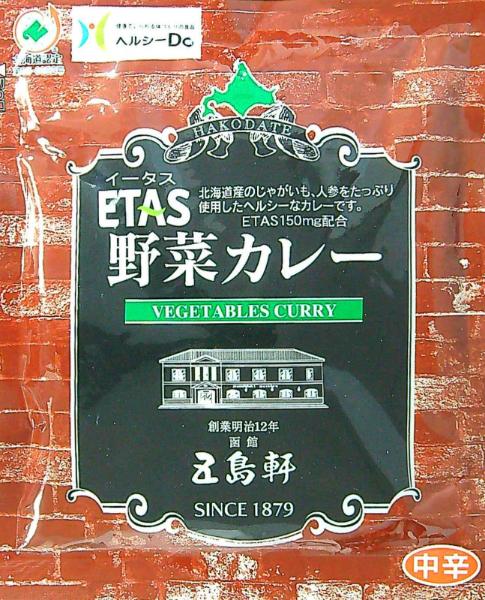 ヘルシーDo
HAKODATE
イータス
ETAS
北海道産のじゃがいも、人参をたっぷり
使用したヘルシーなカレーです。
ETAS150mg配合
野菜カレー
VEGETABLES CURRY
創業明治12年
函館
五島軒
SINCE 1879
中辛